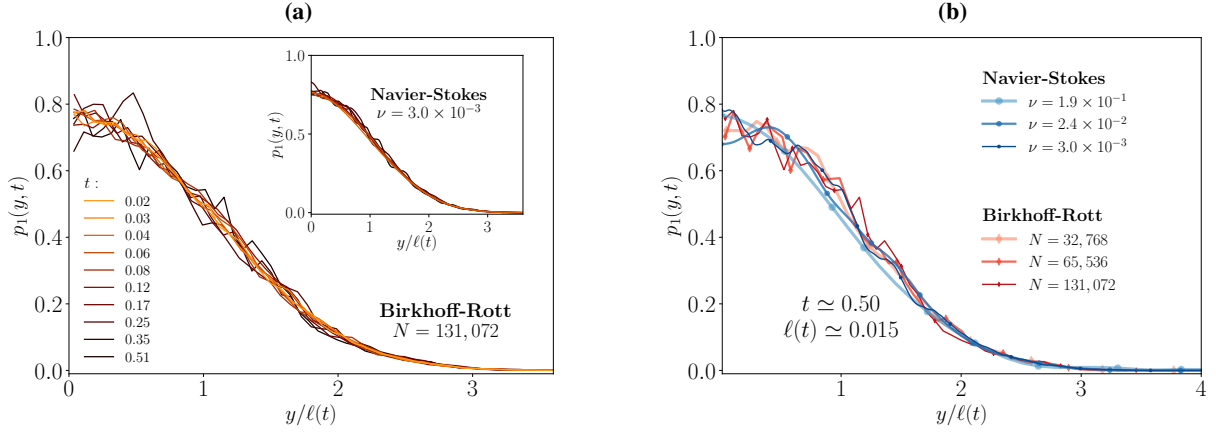 (a)
1.0
0.8
0.6
0.4
0.2
0.0
p₁(y, t)
0
1
2
3
y/ℓ(t)
t :
0.02
0.03
0.04
0.06
0.08
0.12
0.17
0.25
0.35
0.51
Birkhoff-Rott
N = 131,072
1.0
0.5
0.0
p₁(y, t)
0
1
2
3
y/ℓ(t)
Navier-Stokes
ν = 3.0 × 10⁻³
(b)
1.0
0.8
0.6
0.4
0.2
0.0
p₁(y, t)
1
2
3
4
y/ℓ(t)
Navier-Stokes
ν = 1.9 × 10⁻¹
ν = 2.4 × 10⁻²
ν = 3.0 × 10⁻³
Birkhoff-Rott
N = 32,768
N = 65,536
N = 131,072
t ≃ 0.50
ℓ(t) ≃ 0.015